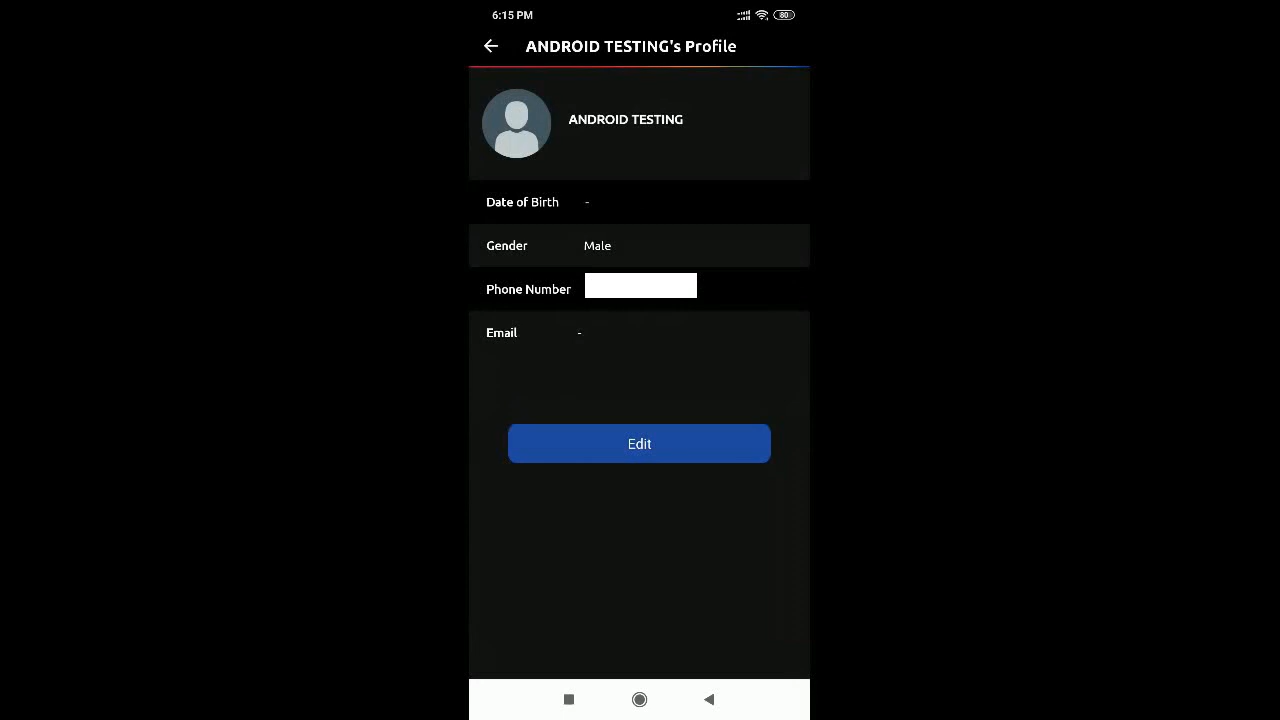 6:15 PM 80
ANDROID TESTING's Profile
ANDROID TESTING
Date of Birth -
Gender Male
Phone Number
Email -
Edit